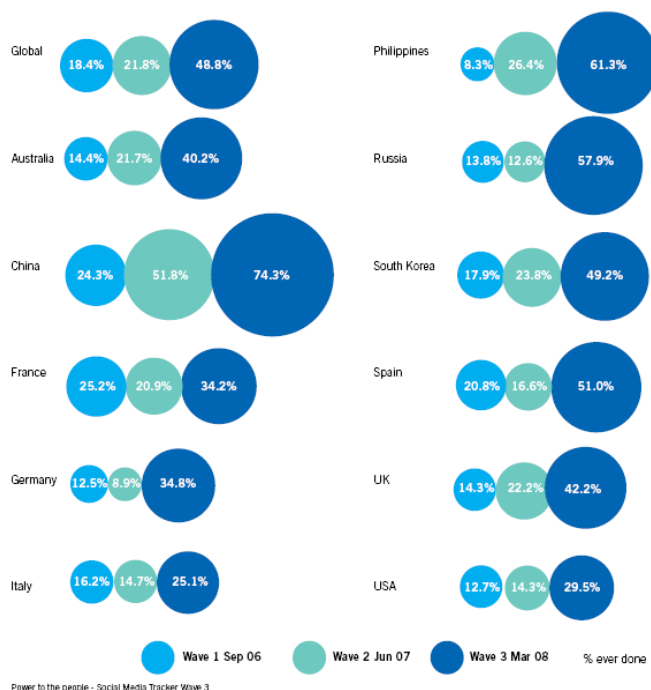 Global 18.4% 21.8% 48.8%
Australia 14.4% 21.7% 40.2%
China 24.3% 51.8% 74.3%
France 25.2% 20.9% 34.2%
Germany 12.5% 8.9% 34.8%
Italy 16.2% 14.7% 25.1%
Philippines 8.3% 26.4% 61.3%
Russia 13.8% 12.6% 57.9%
South Korea 17.9% 23.8% 49.2%
Spain 20.8% 16.6% 51.0%
UK 14.3% 22.2% 42.2%
USA 12.7% 14.3% 29.5%
Wave 1 Sep 06 Wave 2 Jun 07 Wave 3 Mar 08 % ever done
Power to the people - Social Media Tracker Wave 3